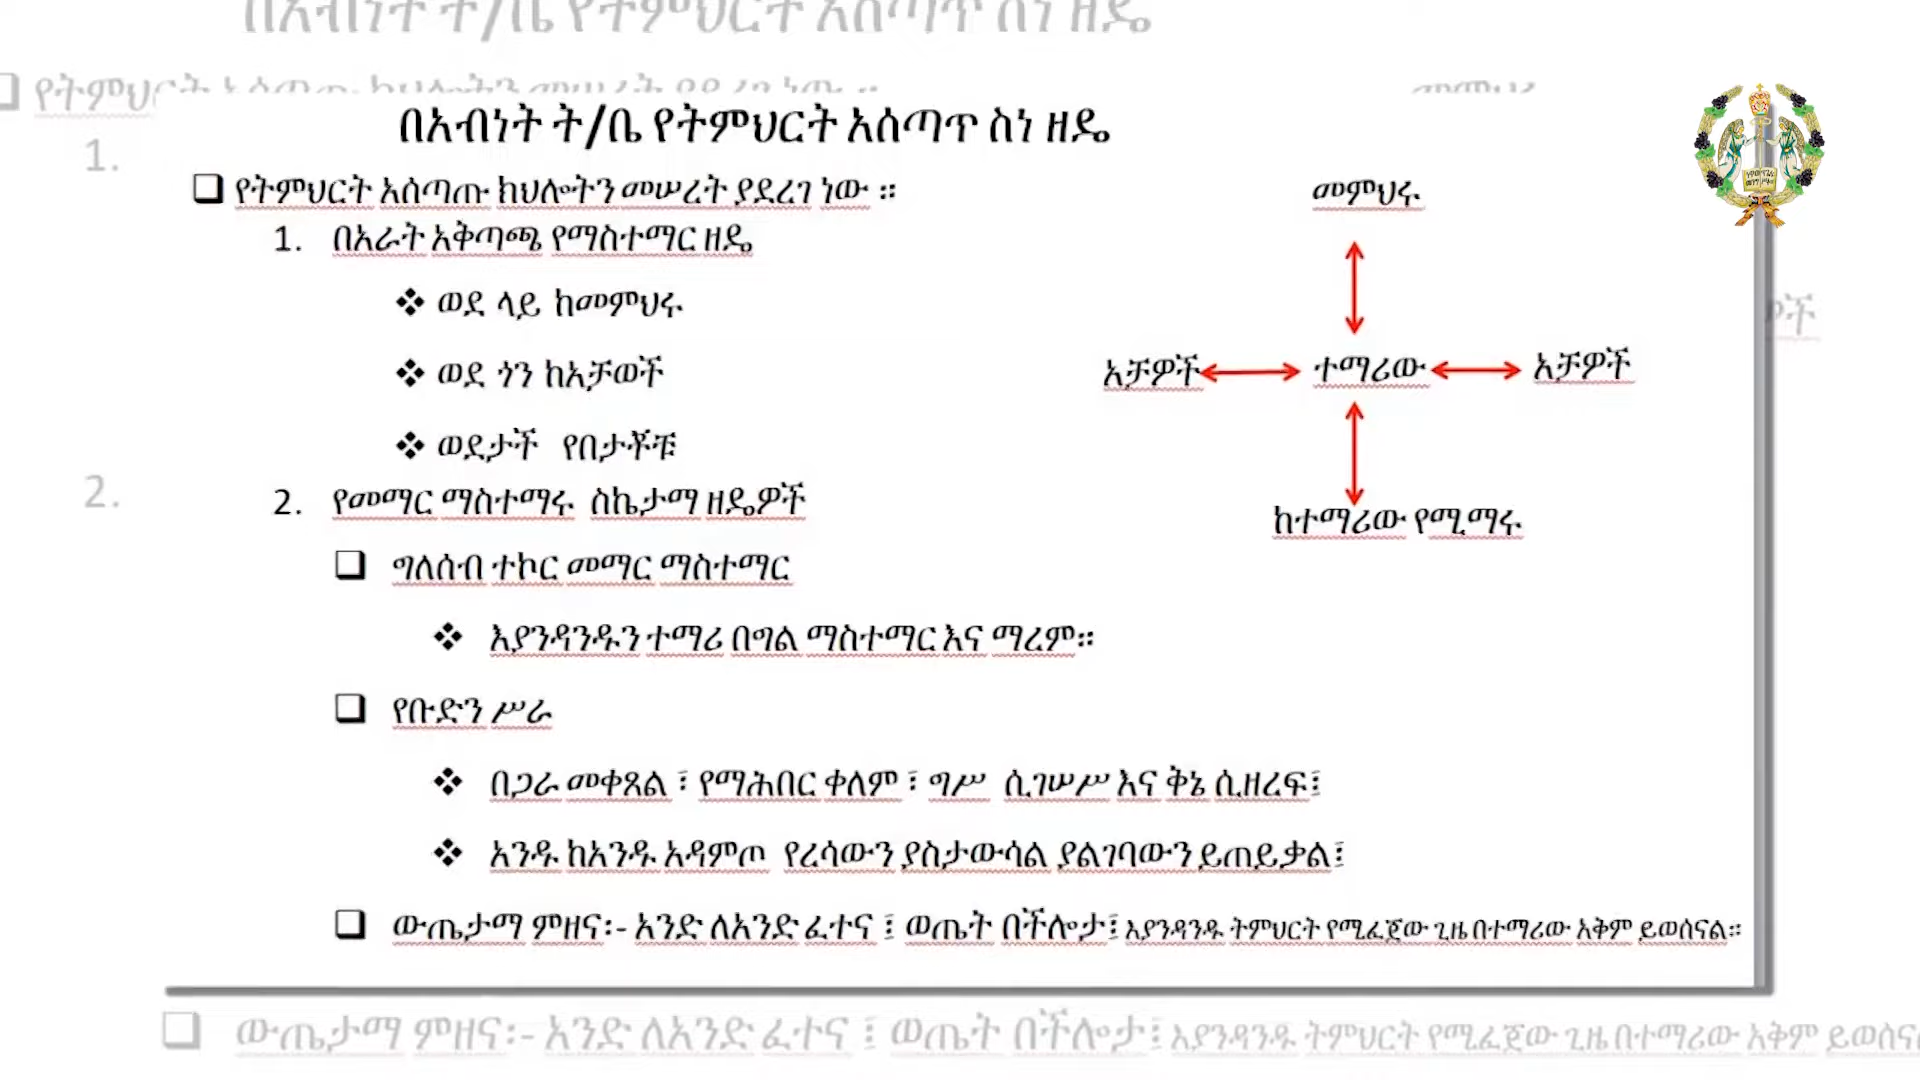 በአብነት ት/ቤ የትምህርት አሰጣጥ ስነ ዘዴ
የትምህርት አሰጣጡ ክህሎትን መሠረት ያደረገ ነው ።
1. በአራት አቅጣጫ የማስተማር ዘዴ
ወደ ላይ ከመምህሩ
ወደ ጎን ከአቻወች
ወደታች የበታቾቹ
2. የመማር ማስተማሩ ስኬታማ ዘዴዎች
ግለሰብ ተኮር መማር ማስተማር
እያንዳንዱን ተማሪ በግል ማስተማር እና ማረም።
የቡድን ሥራ
በጋራ መቀጸል ፣ የማሕበር ቀለም ፣ ግሥ ሲገሠሥ እና ቅኔ ሲዘረፍ፤
አንዱ ከአንዱ አዳምጦ የረሳውን ያስታውሳል ያልገባውን ይጠይቃል፤
ውጤታማ ምዘና፡- አንድ ለአንድ ፈተና ፤ ወጤት በችሎታ፤ እያንዳንዱ ትምህርት የሚፈጀው ጊዜ በተማሪው አቅም ይወሰናል።
መምህሩ
አቻዎች ተማሪው አቻዎች
ከተማሪው የሚማሩ